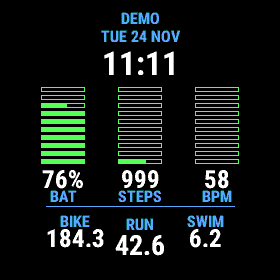 DEMO
TUE 24 NOV
11:11
76% 999 58
BAT STEPS BPM
BIKE RUN SWIM
184.3 42.6 6.2